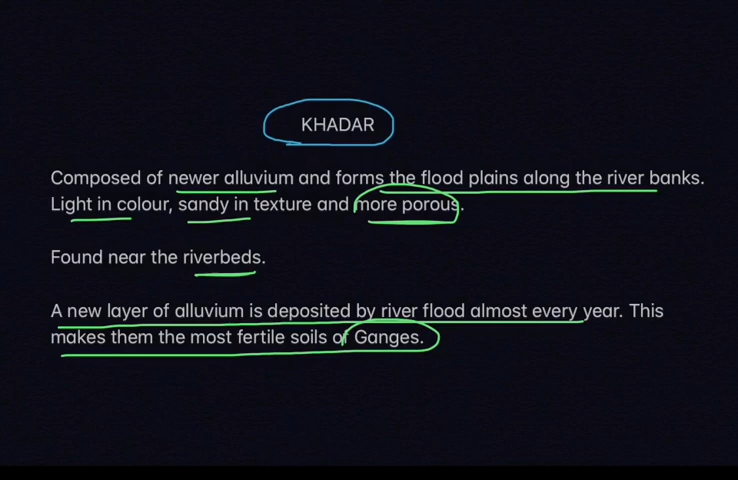 KHADAR
Composed of newer alluvium and forms the flood plains along the river banks.
Light in colour, sandy in texture and more porous.
Found near the riverbeds.
A new layer of alluvium is deposited by river flood almost every year. This
makes them the most fertile soils of Ganges.